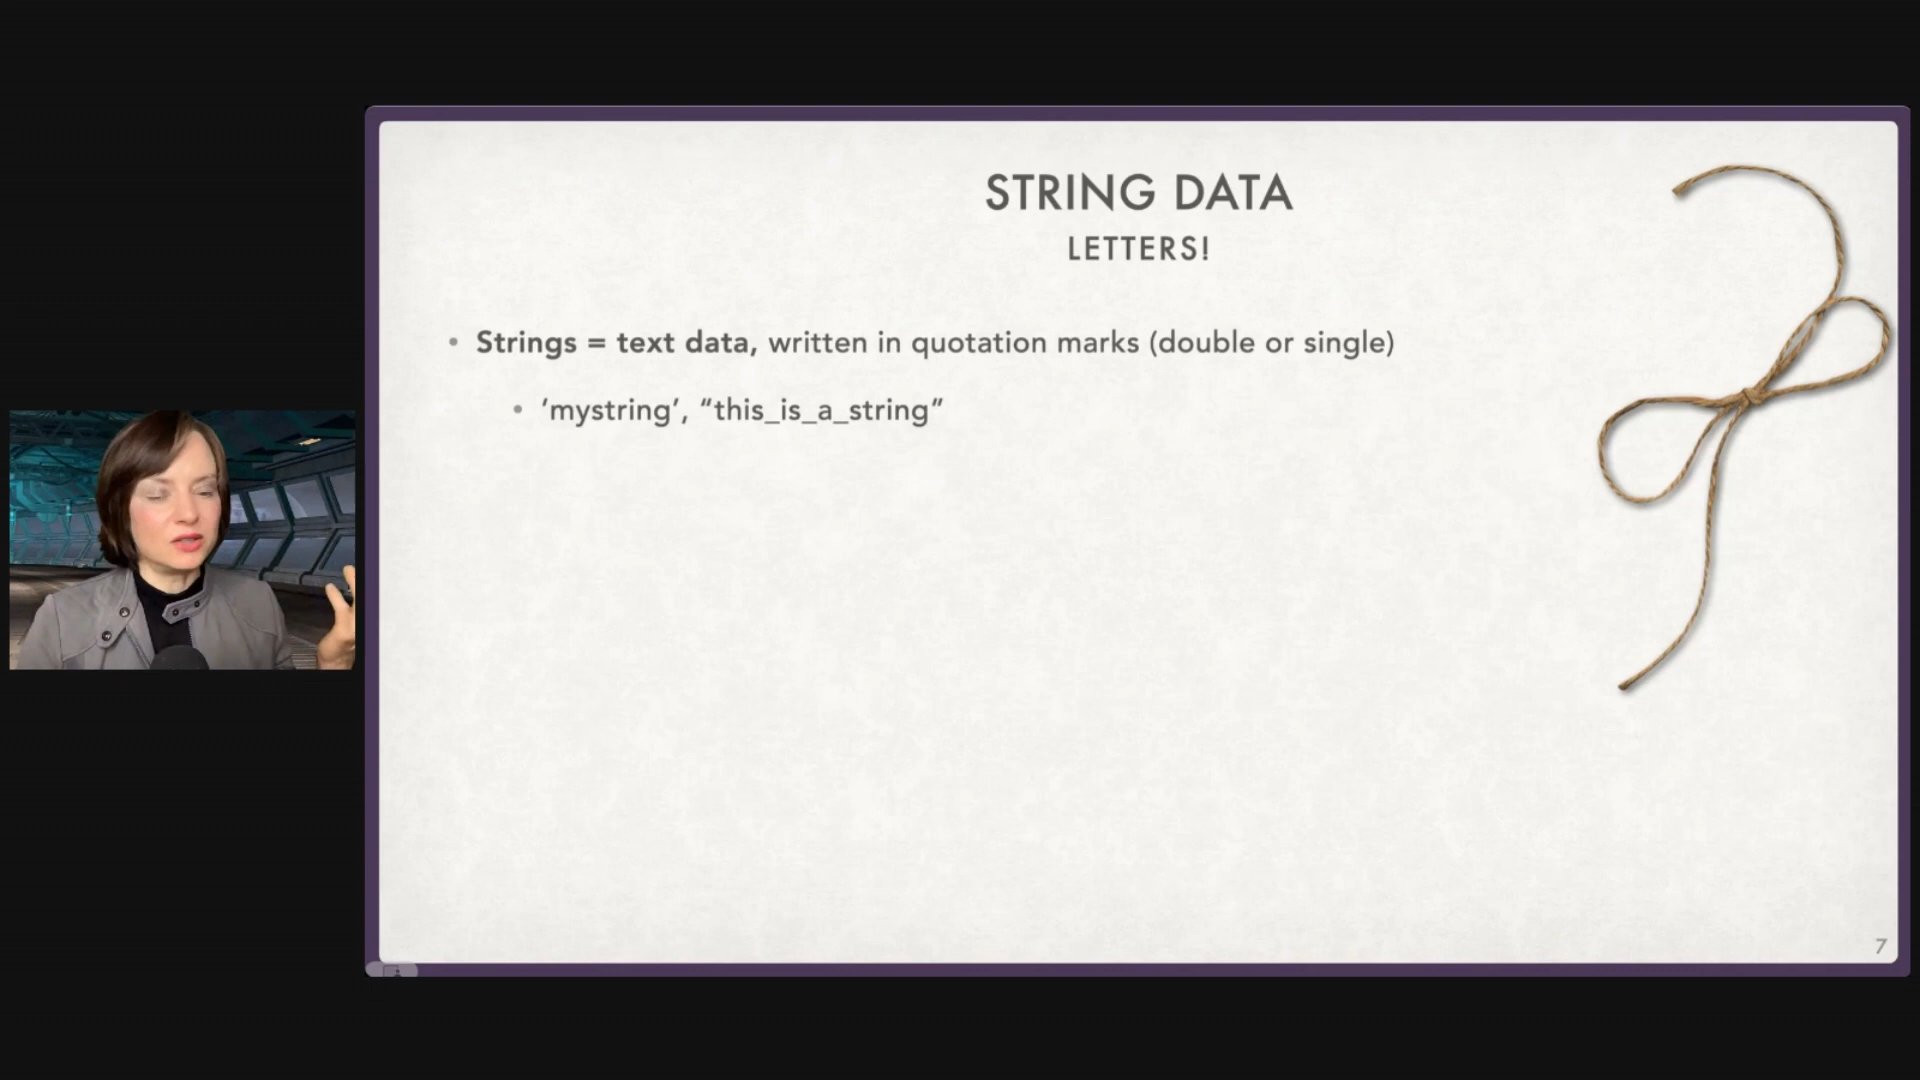 STRING DATA
LETTERS!
• Strings = text data, written in quotation marks (double or single)
• ‘mystring’, “this_is_a_string”
7